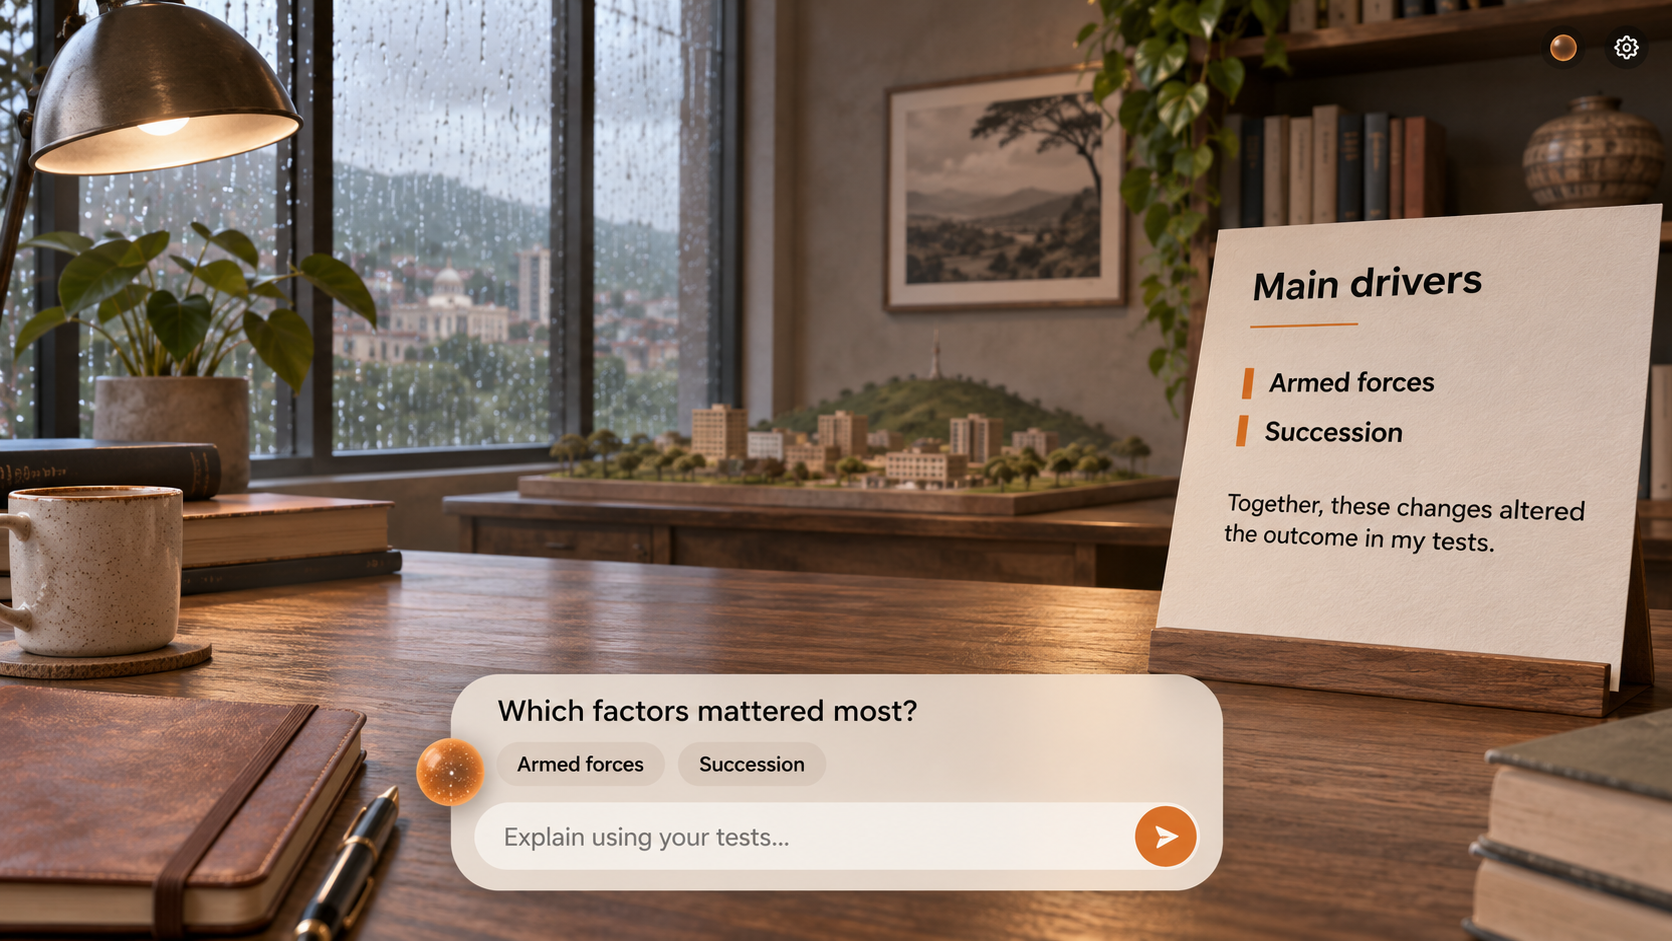 Main drivers
Armed forces
Succession
Together, these changes altered
the outcome in my tests.
Which factors mattered most?
Armed forces
Succession
Explain using your tests...